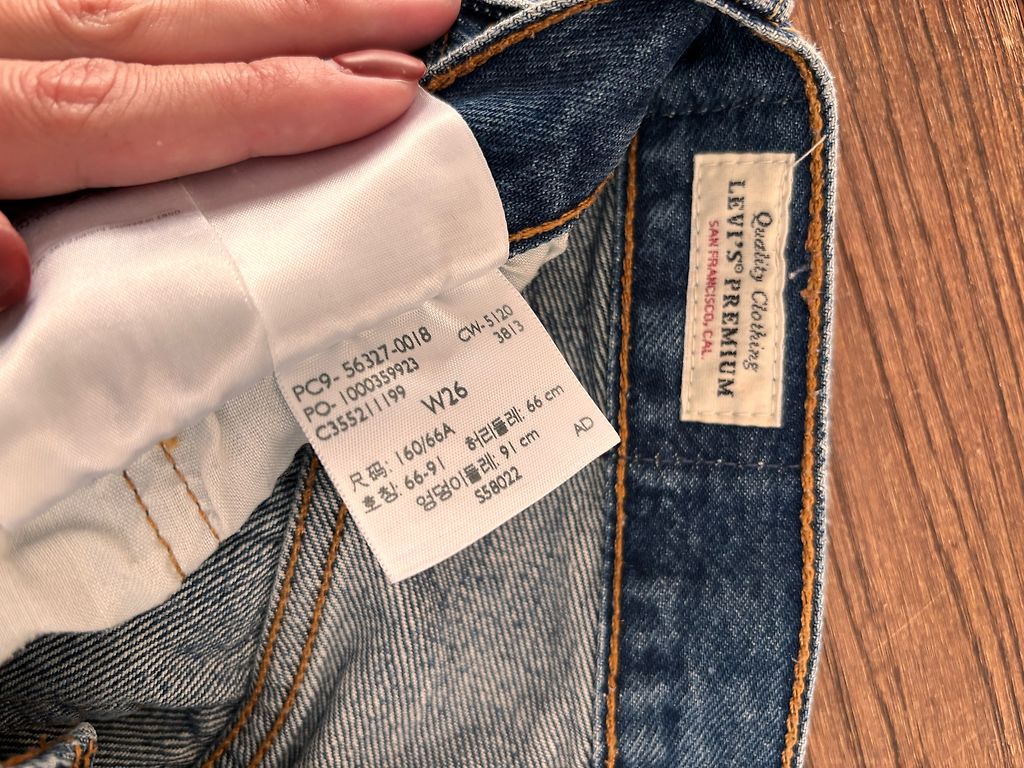 PC9- 56327-0018
PO- 1000359923
C355211199
CW-5120
3813
W26
尺码: 160/66A
호칭: 66-91 허리둘레: 66 cm
엉덩이둘레: 91 cm
S58022
AD
Quality Clothing
LEVI'S® PREMIUM
SAN FRANCISCO, CAL.